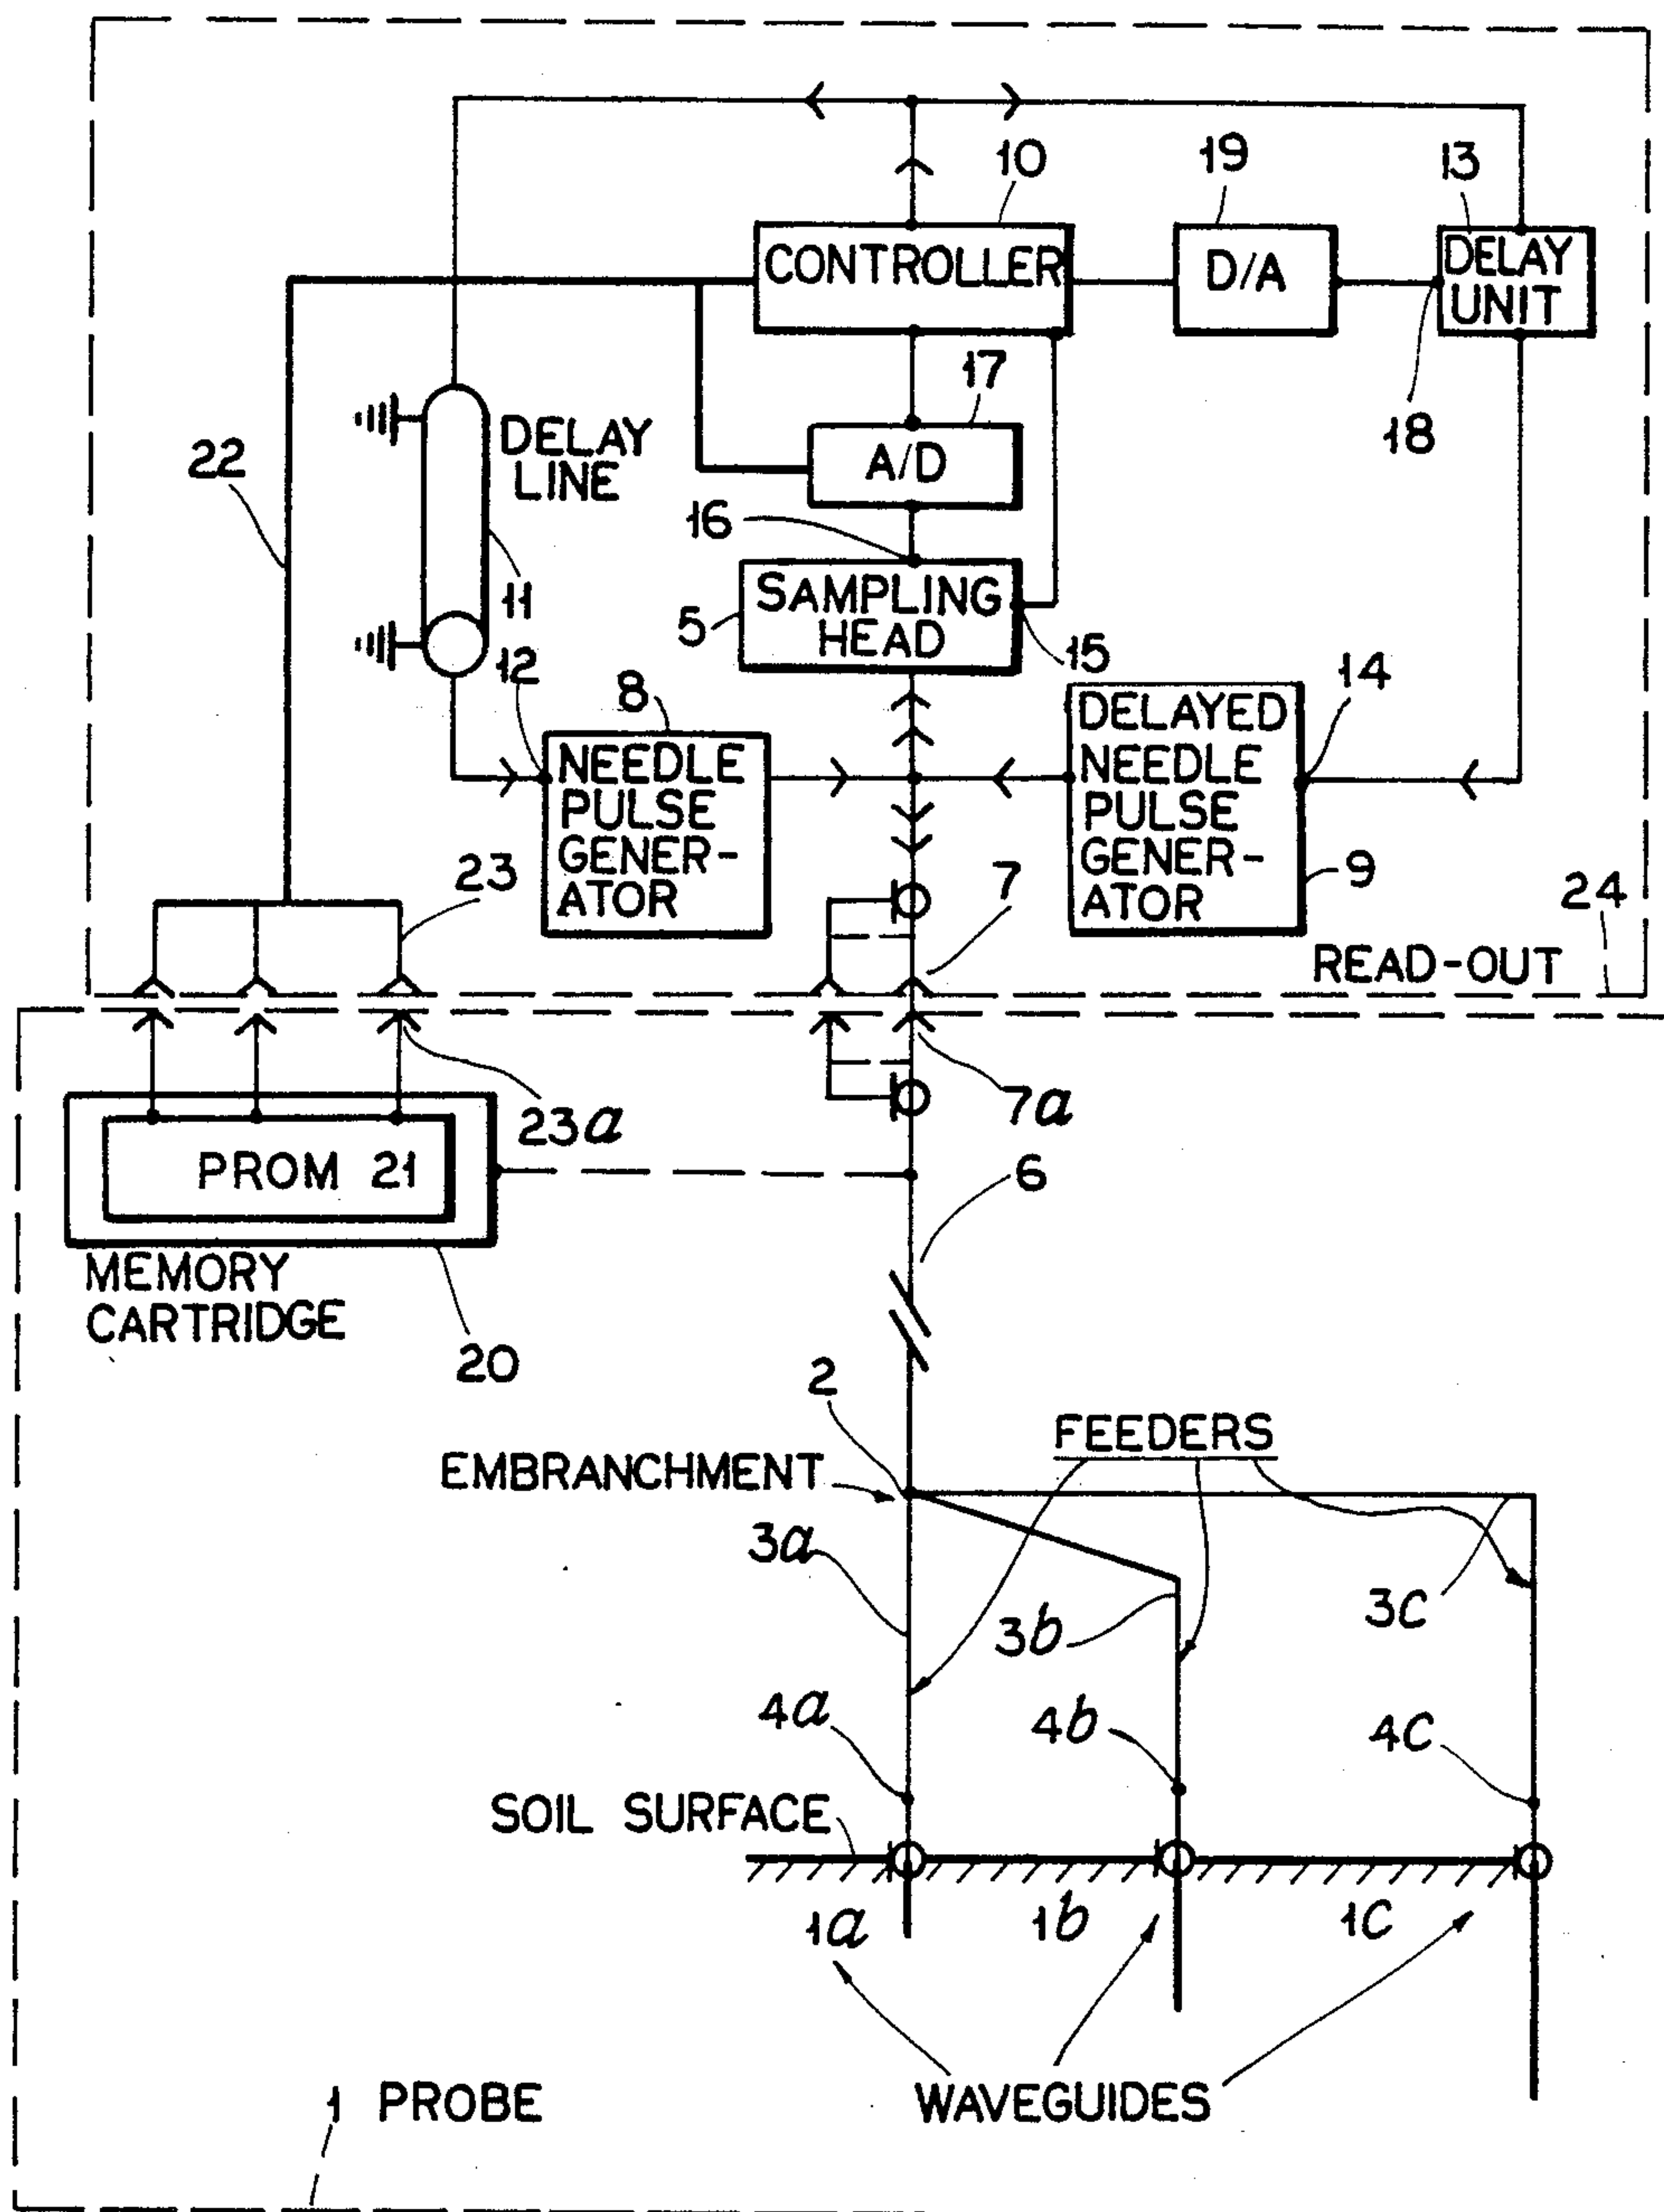 10
19
13
CONTROLLER
D/A
DELAY
UNIT
17
18
22
DELAY
LINE
A/D
16
11
SAMPLING
HEAD
5
15
12
8
14
NEEDLE
PULSE
GENER-
ATOR
DELAYED
NEEDLE
PULSE
GENER-
ATOR
9
23
7
24
READ-OUT
23a
7a
PROM 21
6
MEMORY
CARTRIDGE
20
2
FEEDERS
EMBRANCHMENT
3a
3b
3c
4a
4b
4c
SOIL SURFACE
1a
1b
1c
1 PROBE
WAVEGUIDES